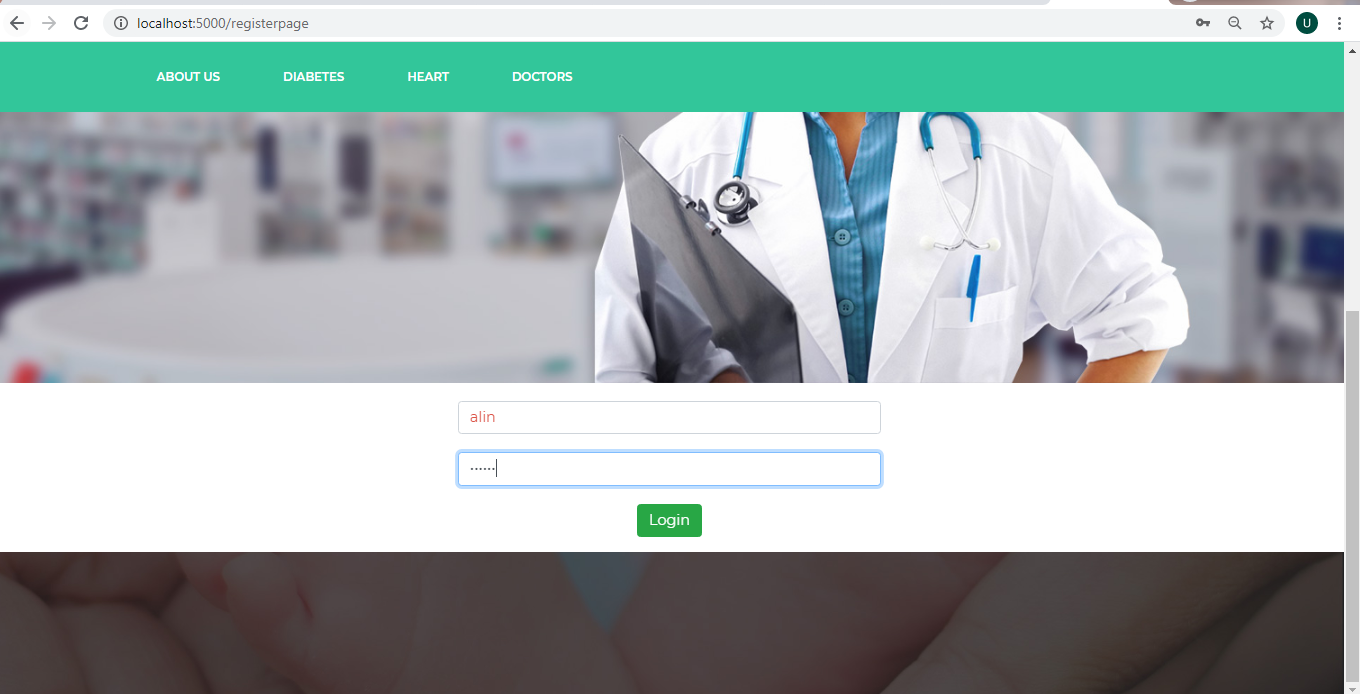 localhost:5000/registerpage
U
ABOUT US DIABETES HEART DOCTORS
alin
······
Login